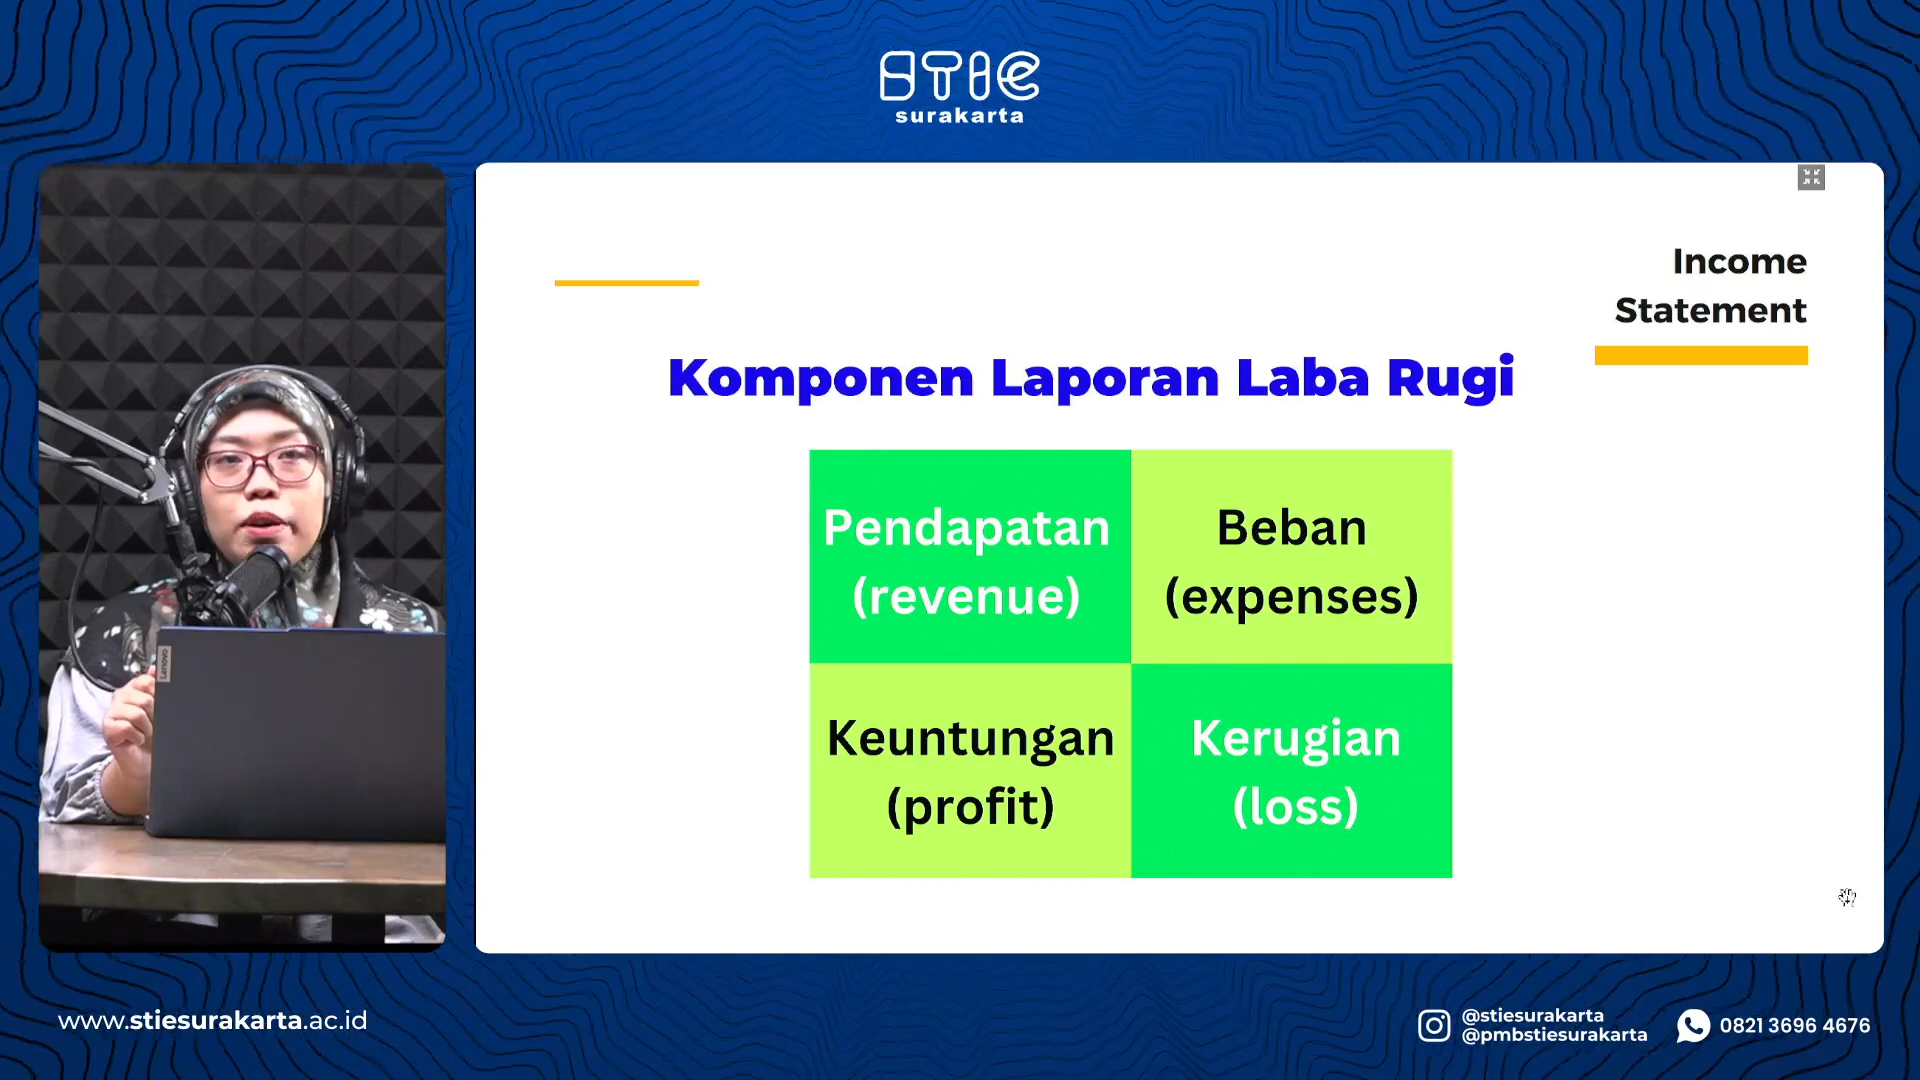 STIE
surakarta
Income
Statement
Komponen Laporan Laba Rugi
Pendapatan
(revenue)
Beban
(expenses)
Keuntungan
(profit)
Kerugian
(loss)
Lenovo
www.stiesurakarta.ac.id
@stiesurakarta
@pmbstiesurakarta
0821 3696 4676